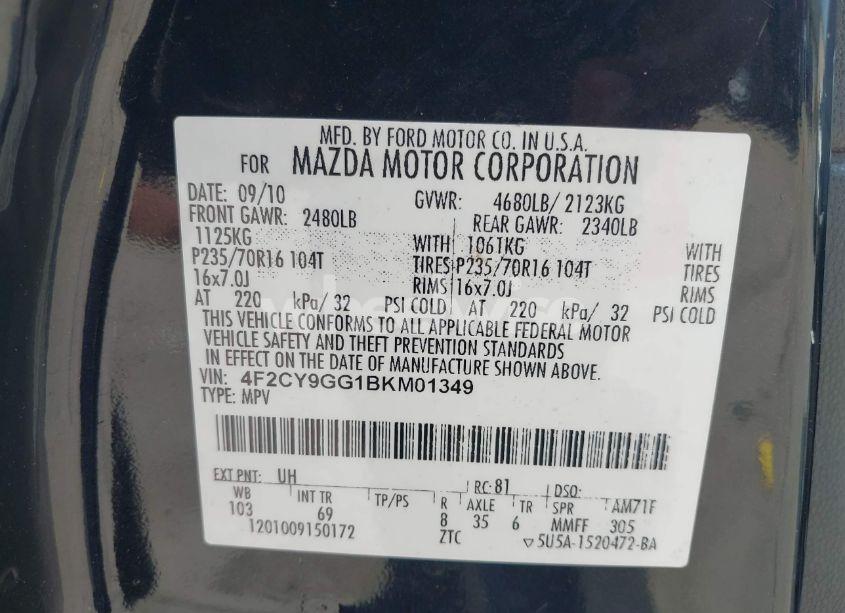 MFD. BY FORD MOTOR CO. IN U.S.A.
FOR MAZDA MOTOR CORPORATION
DATE: 09/10 GVWR: 4680LB/ 2123KG
FRONT GAWR: 2480LB REAR GAWR: 2340LB
1125KG WITH 1061KG WITH
P235/70R16 104T TIRES P235/70R16 104T TIRES
16x7.0J RIMS 16x7.0J RIMS
AT 220 kPa/ 32 PSI COLD AT 220 kPa/ 32 PSI COLD
THIS VEHICLE CONFORMS TO ALL APPLICABLE FEDERAL MOTOR
VEHICLE SAFETY AND THEFT PREVENTION STANDARDS
IN EFFECT ON THE DATE OF MANUFACTURE SHOWN ABOVE.
VIN: 4F2CY9GG1BKM01349
TYPE: MPV
EXT PNT: UH RC: 81 DSO:
WB INT TR TP/PS R AXLE TR SPR AM71F
103 69 8 35 6 MMFF 305
1201009150172 ZTC 5U5A-1520472-BA